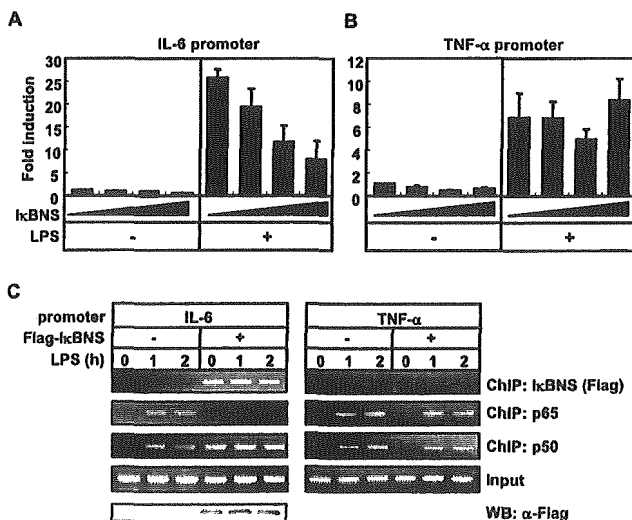 A
IL-6 promoter
Fold induction
30
25
20
15
10
5
0
IκBNS
LPS
-
+
B
TNF-α promoter
12
10
8
6
4
2
0
-
+
C
promoter IL-6 TNF-α
Flag-IκBNS - + - +
LPS (h) 0 1 2 0 1 2 0 1 2 0 1 2
ChIP: IκBNS (Flag)
ChIP: p65
ChIP: p50
Input
WB: α-Flag